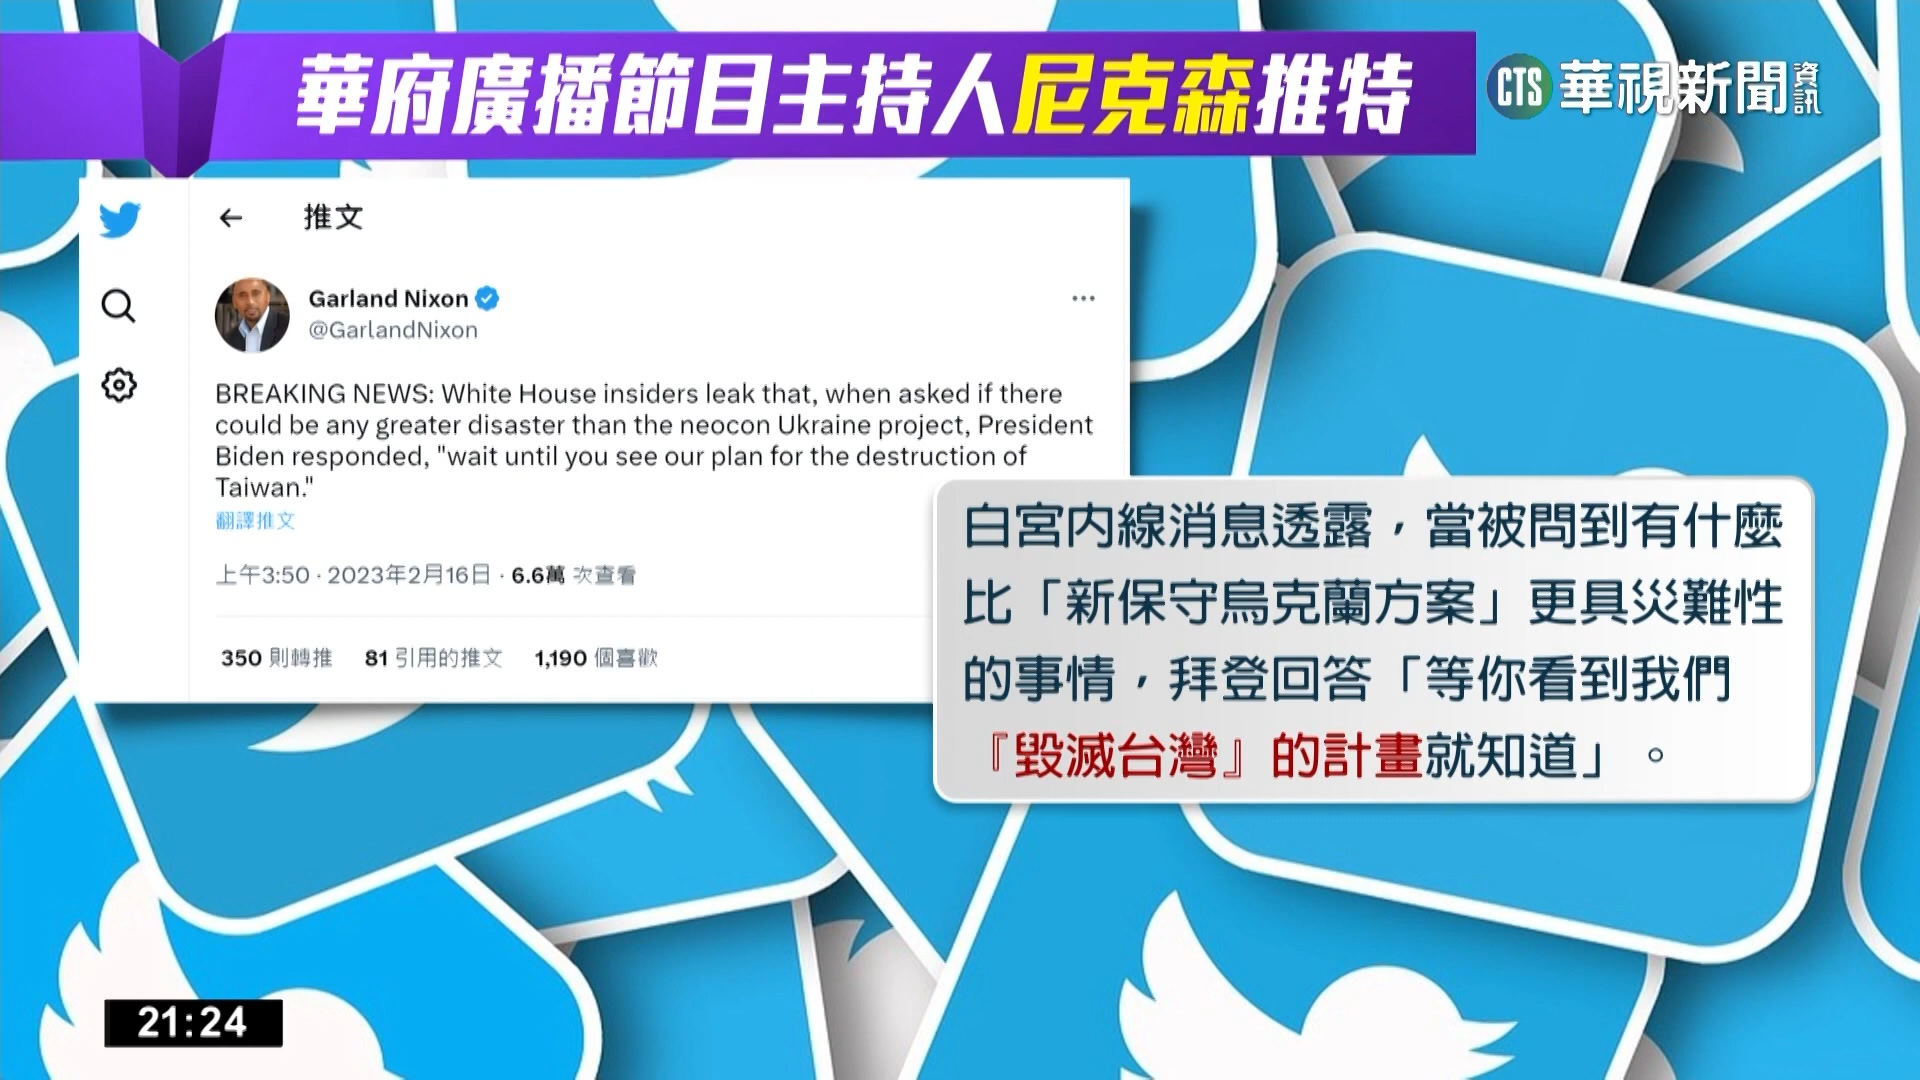 華府廣播節目主持人尼克森推特
CTS 華視新聞資訊
推文
Garland Nixon
@GarlandNixon
BREAKING NEWS: White House insiders leak that, when asked if there
could be any greater disaster than the neocon Ukraine project, President
Biden responded, "wait until you see our plan for the destruction of
Taiwan."
翻譯推文
上午3:50 · 2023年2月16日 · 6.6萬 次查看
350 則轉推 81 引用的推文 1,190 個喜歡
白宮內線消息透露，當被問到有什麼
比「新保守烏克蘭方案」更具災難性
的事情，拜登回答「等你看到我們
『毀滅台灣』的計畫就知道」。
21:24